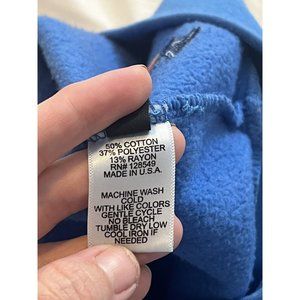 50% COTTON
37% POLYESTER
13% RAYON
RN# 128549
MADE IN U.S.A.
MACHINE WASH
COLD
WITH LIKE COLORS
GENTLE CYCLE
NO BLEACH
TUMBLE DRY LOW
COOL IRON IF
NEEDED